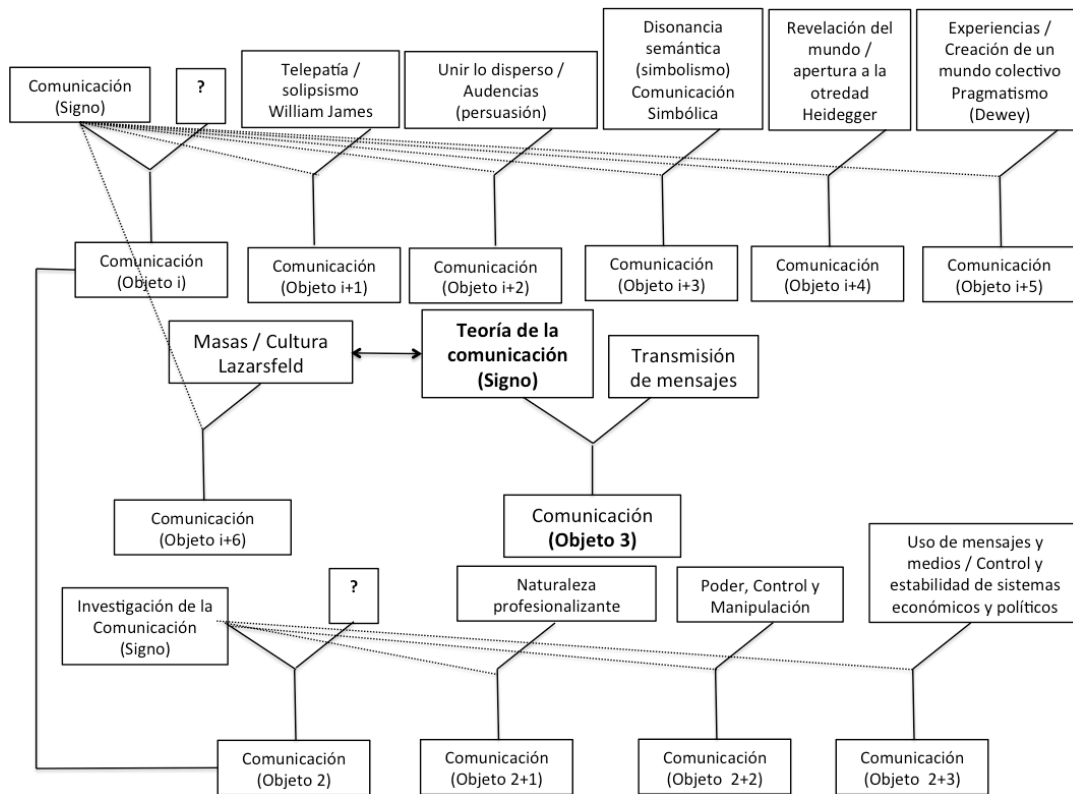 Comunicación
(Signo)
?
Telepatía /
solipsismo
William James
Unir lo disperso /
Audencias
(persuasión)
Disonancia
semántica
(simbolismo)
Comunicación
Simbólica
Revelación del
mundo /
apertura a la
otredad
Heidegger
Experiencias /
Creación de un
mundo colectivo
Pragmatismo
(Dewey)
Comunicación
(Objeto i)
Comunicación
(Objeto i+1)
Comunicación
(Objeto i+2)
Comunicación
(Objeto i+3)
Comunicación
(Objeto i+4)
Comunicación
(Objeto i+5)
Masas / Cultura
Lazarsfeld
Teoría de la
comunicación
(Signo)
Transmisión
de mensajes
Comunicación
(Objeto i+6)
Comunicación
(Objeto 3)
Investigación de la
Comunicación
(Signo)
?
Naturaleza
profesionalizante
Poder, Control y
Manipulación
Uso de mensajes y
medios / Control y
estabilidad de sistemas
económicos y políticos
Comunicación
(Objeto 2)
Comunicación
(Objeto 2+1)
Comunicación
(Objeto 2+2)
Comunicación
(Objeto 2+3)